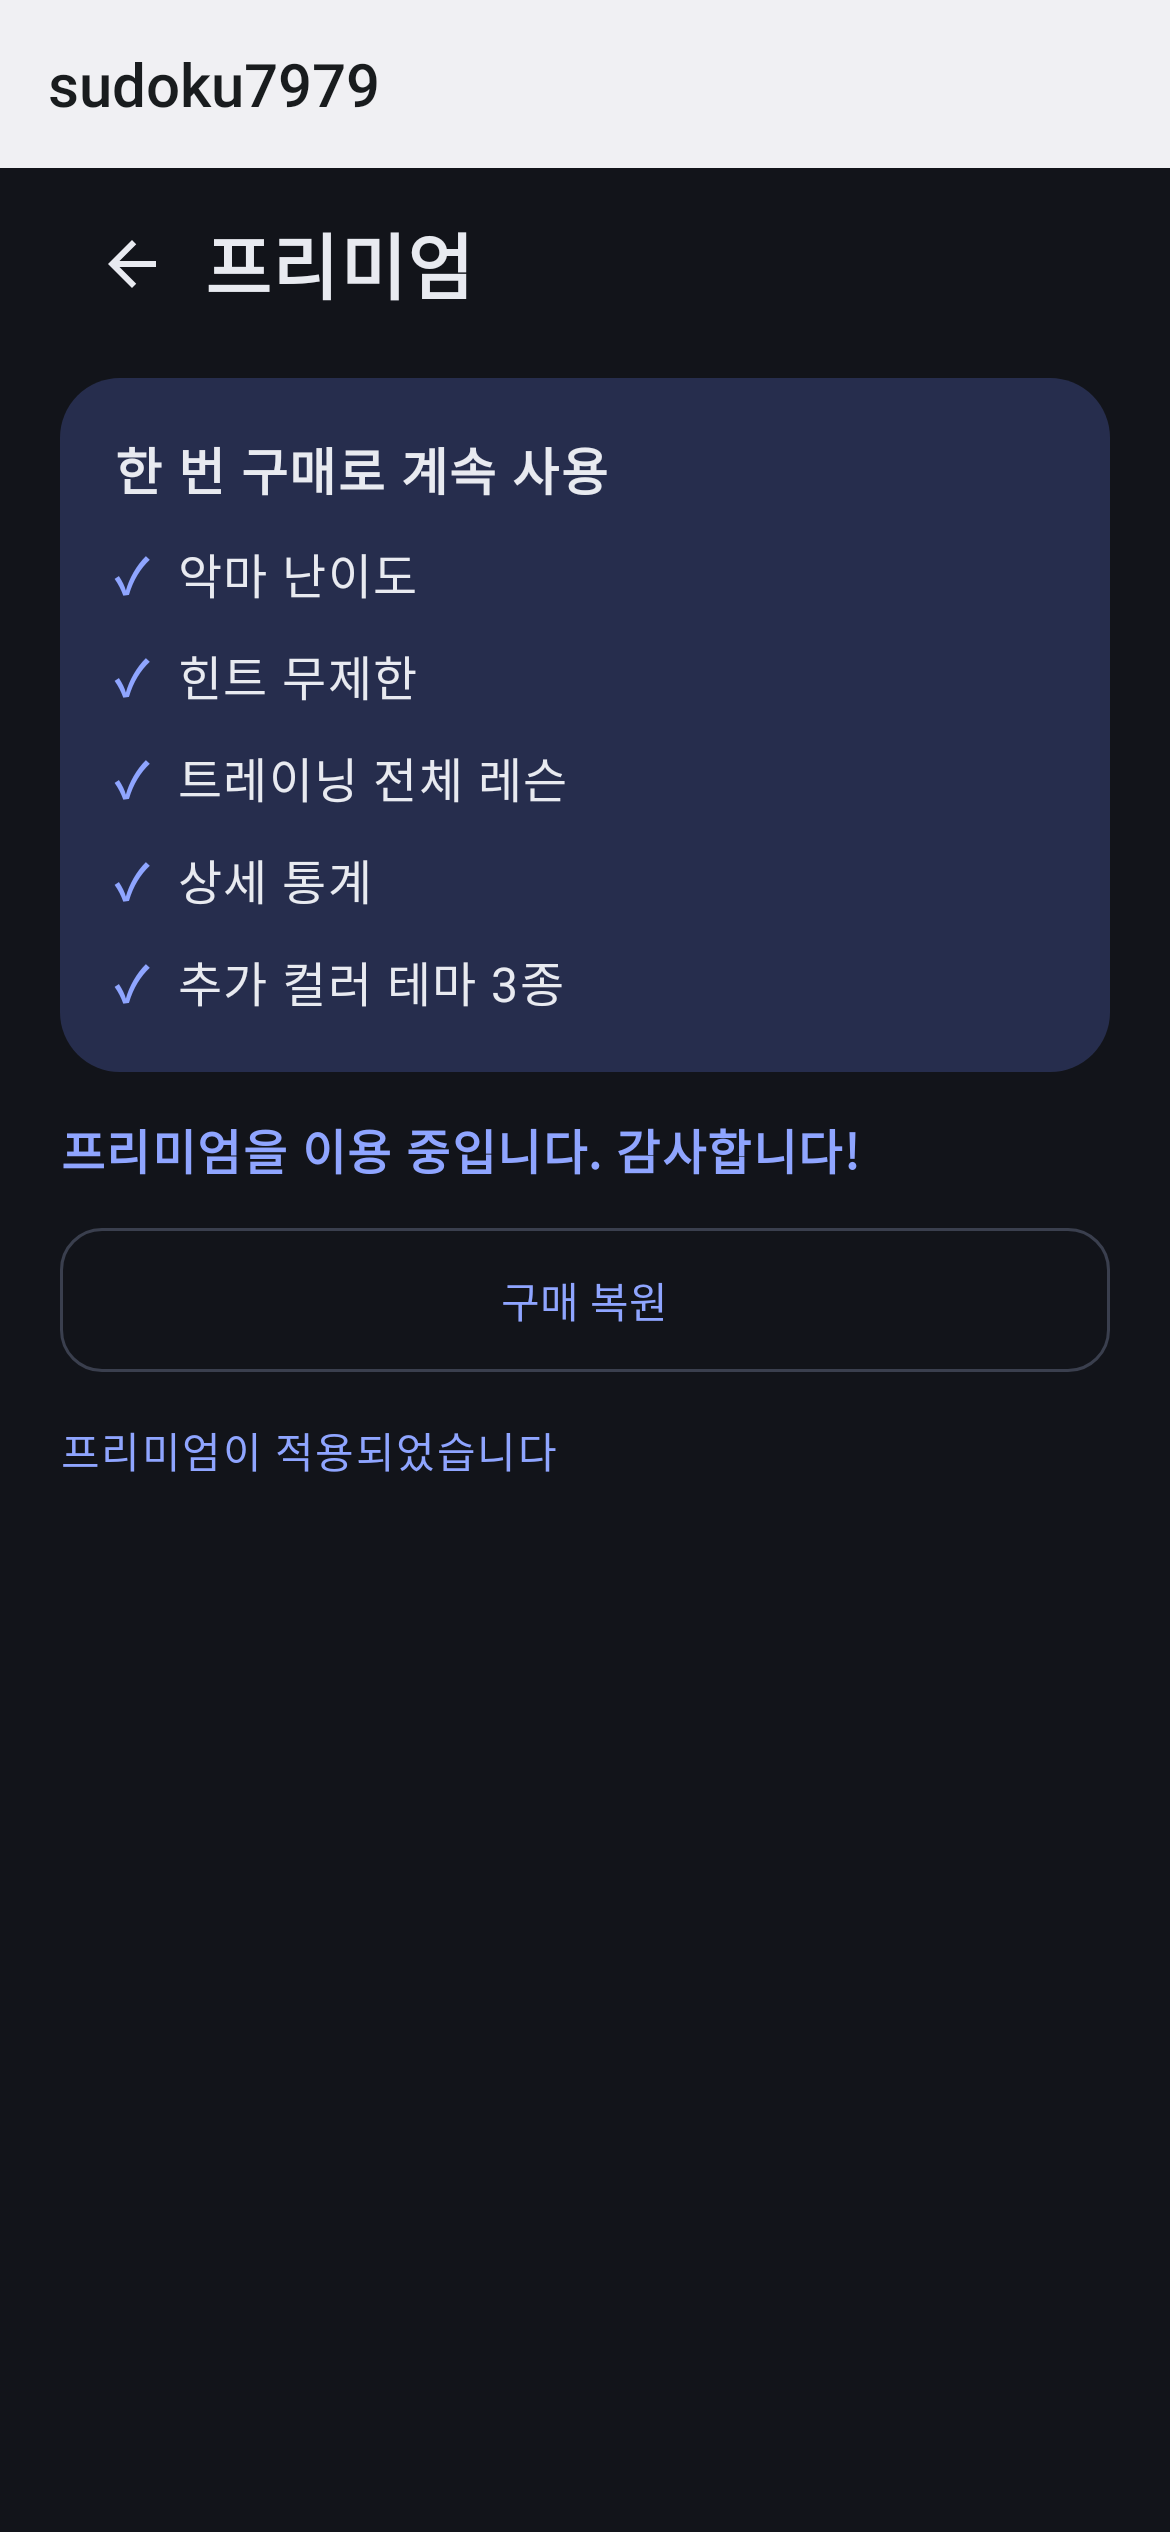 sudoku7979
프리미엄
한 번 구매로 계속 사용
✓ 악마 난이도
✓ 힌트 무제한
✓ 트레이닝 전체 레슨
✓ 상세 통계
✓ 추가 컬러 테마 3종
프리미엄을 이용 중입니다. 감사합니다!
구매 복원
프리미엄이 적용되었습니다